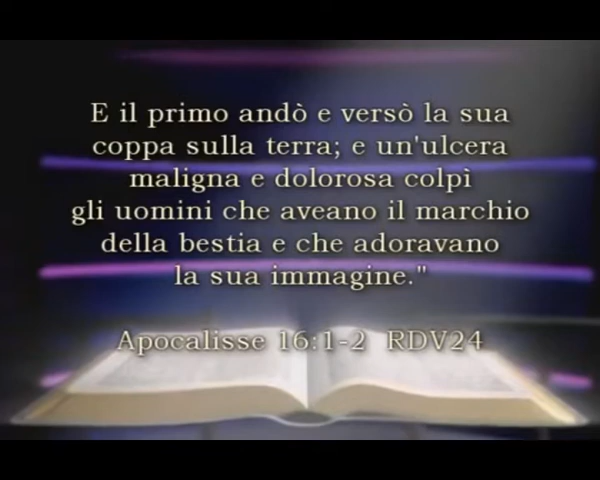 E il primo andò e versò la sua
coppa sulla terra; e un'ulcera
maligna e dolorosa colpì
gli uomini che aveano il marchio
della bestia e che adoravano
la sua immagine."
Apocalisse 16:1-2 RDV24